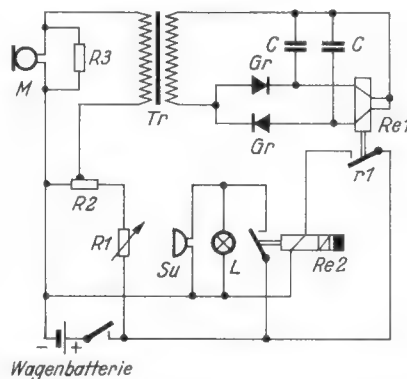 C C
R3
M
Gr
Tr
Gr
Re1
r1
R2
R1
Su
L
Re2
- +
Wagenbatterie